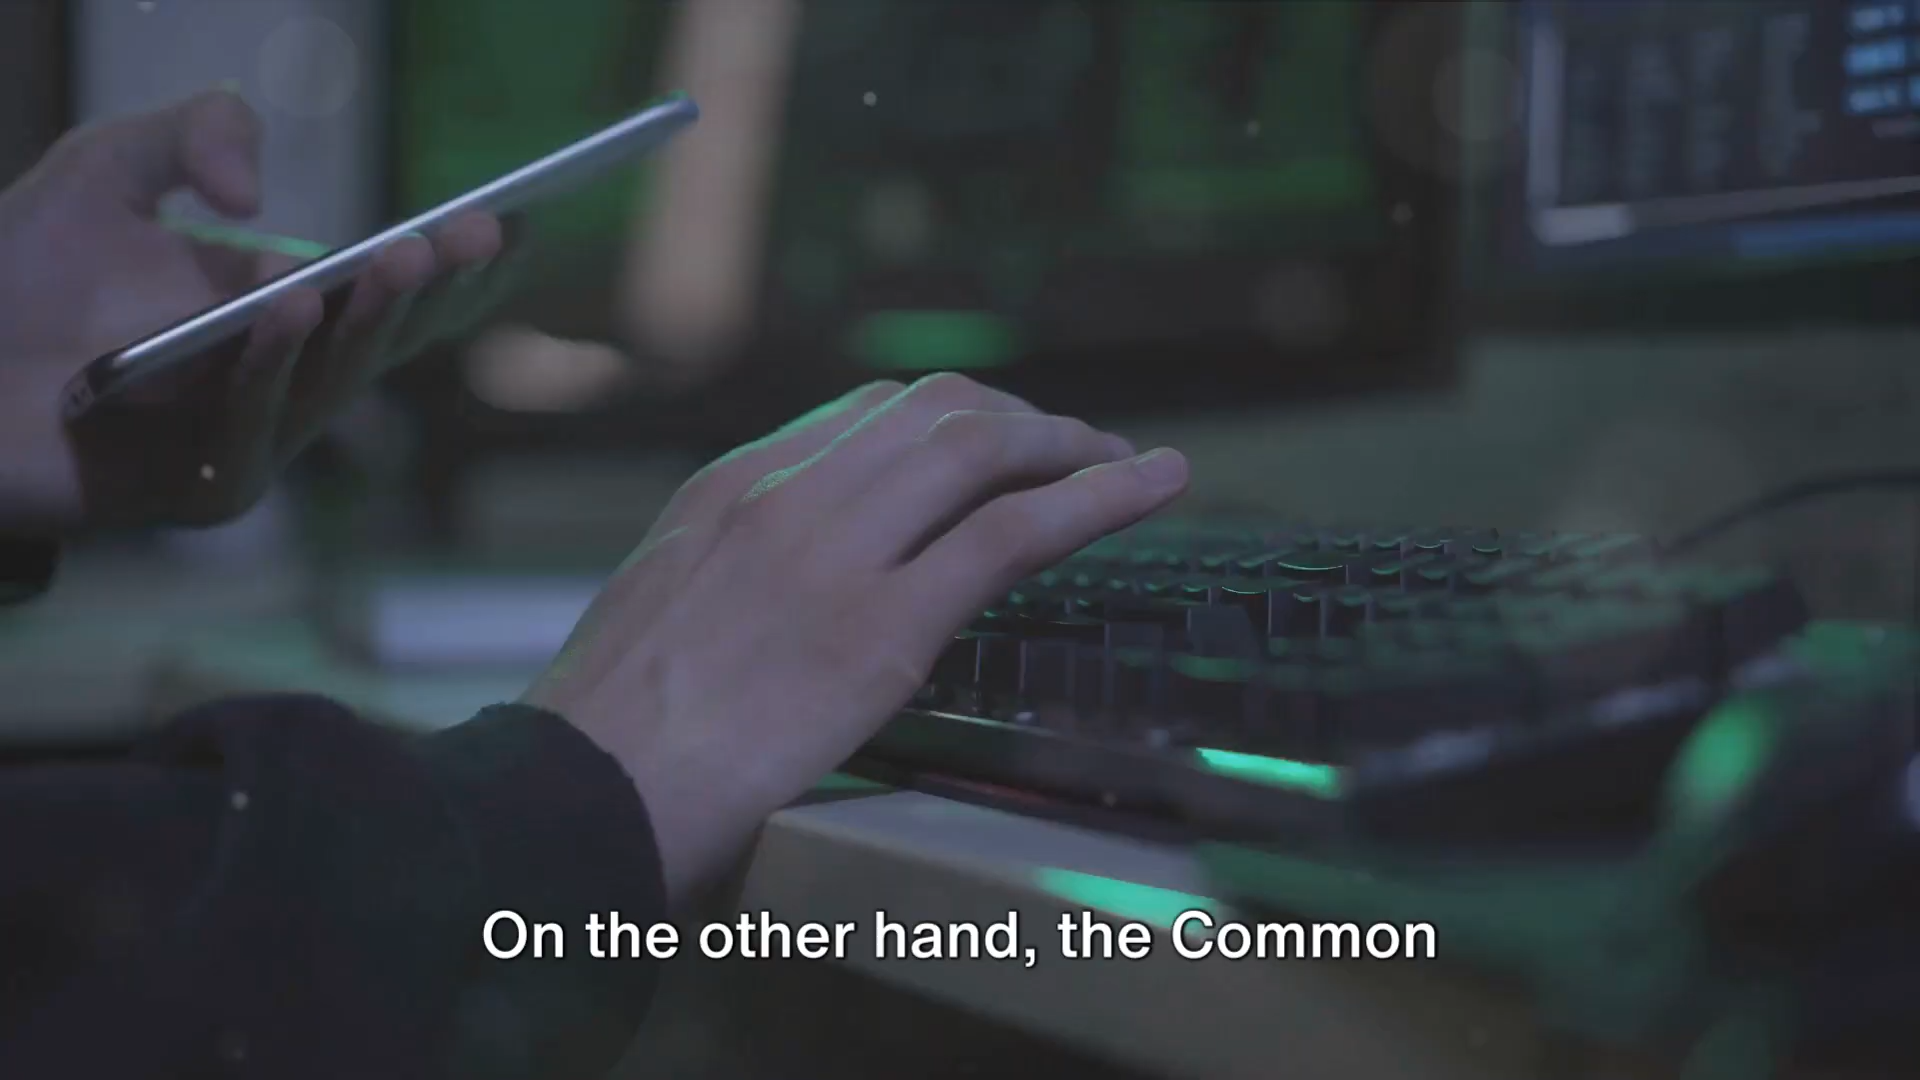 On the other hand, the Common